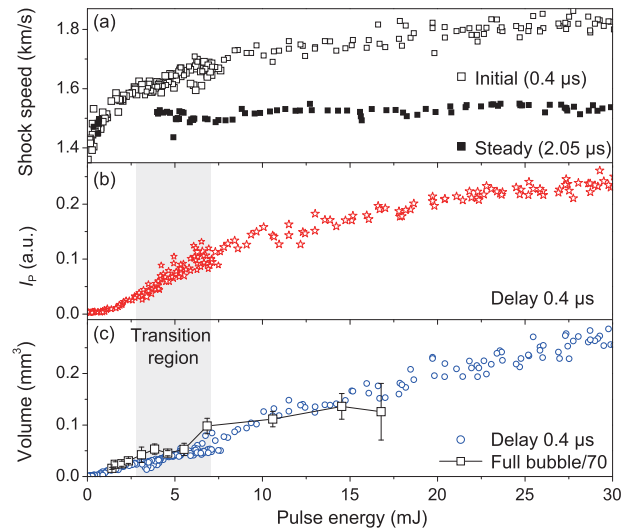 (a)
1.8
1.6
1.4
Shock speed (km/s)
Initial (0.4 µs)
Steady (2.05 µs)
(b)
0.2
0.1
0.0
I_P (a.u.)
Delay 0.4 µs
(c)
Transition
region
0.2
0.1
0.0
Volume (mm³)
Delay 0.4 µs
Full bubble/70
0 5 10 15 20 25 30
Pulse energy (mJ)